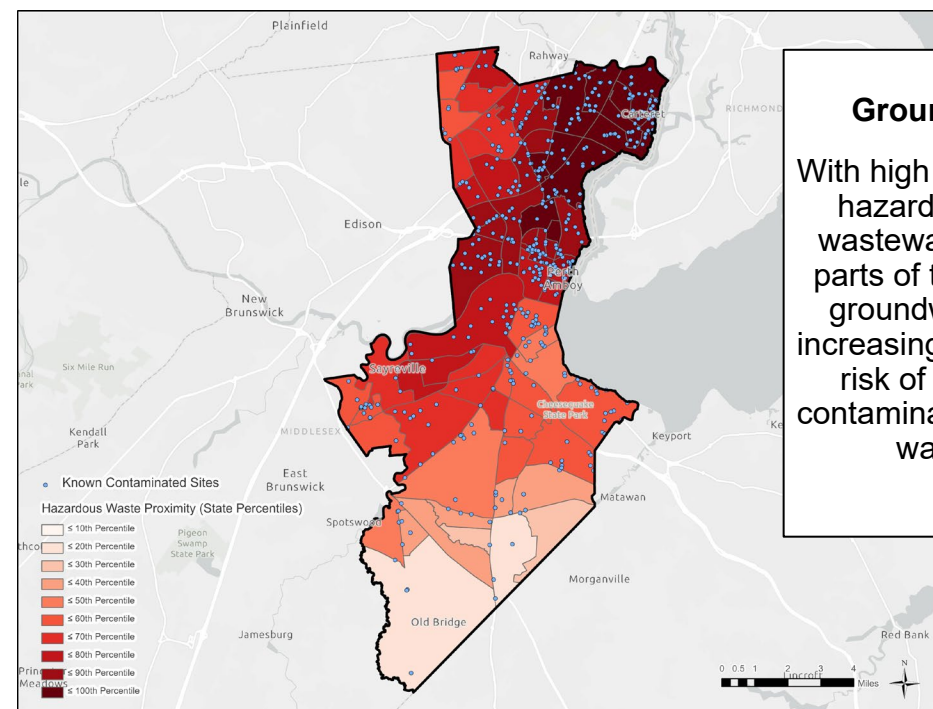 Plainfield
Rahway
RICHMOND
Carteret
Edison
Perth
Amboy
New
Brunswick
Sayreville
Six Mile Run
Park
Cheesequake
State Park
Kendall
Park
MIDDLESEX
Keyport
East
Brunswick
Matawan
Spotswood
Pigeon
Swamp
State Park
Morganville
Old Bridge
Jamesburg
Red Bank
Meadows
Lincroft
Known Contaminated Sites
Hazardous Waste Proximity (State Percentiles)
≤ 10th Percentile
≤ 20th Percentile
≤ 30th Percentile
≤ 40th Percentile
≤ 50th Percentile
≤ 60th Percentile
≤ 70th Percentile
≤ 80th Percentile
≤ 90th Percentile
≤ 100th Percentile
0 0.5 1 2 3 4
Miles
N
Groun
With high
hazard
wastewa
parts of t
groundw
increasing
risk of
contamina
wa